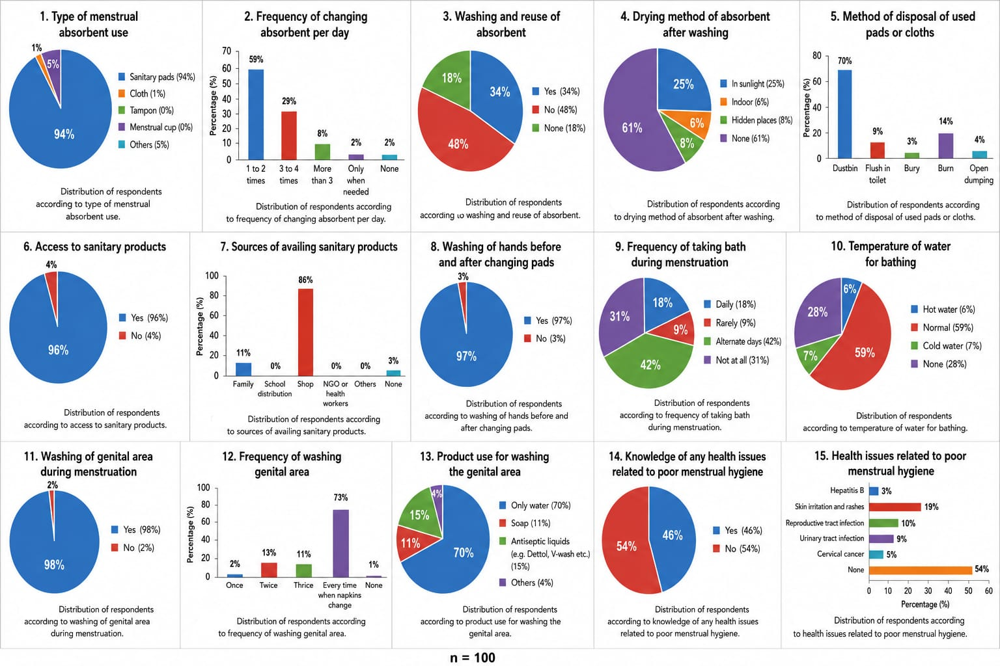 1. Type of menstrual
absorbent use
1%
5%
94%
Sanitary pads (94%)
Cloth (1%)
Tampon (0%)
Menstrual cup (0%)
Others (5%)
Distribution of respondents
according to type of menstrual
absorbent use.
2. Frequency of changing
absorbent per day
Percentage (%)
70
60
50
40
30
20
10
0
59%
29%
8%
2%
2%
1 to 2
times
3 to 4
times
More
than 3
Only
when
needed
None
Distribution of respondents according
to frequency of changing absorbent per day.
3. Washing and reuse of
absorbent
18%
34%
48%
Yes (34%)
No (48%)
None (18%)
Distribution of respondents
according to washing and reuse of absorbent.
4. Drying method of absorbent
after washing
25%
6%
8%
61%
In sunlight (25%)
Indoor (6%)
Hidden places (8%)
None (61%)
Distribution of respondents according
to drying method of absorbent after washing.
5. Method of disposal of used
pads or cloths
Percentage (%)
80
60
40
20
0
70%
9%
3%
14%
4%
Dustbin
Flush in
toilet
Bury
Burn
Open
dumping
Distribution of respondents according
to method of disposal of used pads or cloths.
6. Access to sanitary products
4%
96%
Yes (96%)
No (4%)
Distribution of respondents
according to access to sanitary products.
7. Sources of availing sanitary products
Percentage (%)
100
80
60
40
20
0
11%
0%
86%
0%
0%
3%
Family
School
distribution
Shop
NGO or
health
workers
Others
None
Distribution of respondents according
to sources of availing sanitary products.
8. Washing of hands before
and after changing pads
3%
97%
Yes (97%)
No (3%)
Distribution of respondents
according to washing of hands before and
after changing pads.
9. Frequency of taking bath
during menstruation
18%
9%
42%
31%
Daily (18%)
Rarely (9%)
Alternate days (42%)
Not at all (31%)
Distribution of respondents
according to frequency of taking bath
during menstruation.
10. Temperature of water
for bathing
6%
59%
7%
28%
Hot water (6%)
Normal (59%)
Cold water (7%)
None (28%)
Distribution of respondents
according to temperature of water for bathing.
11. Washing of genital area
during menstruation
2%
98%
Yes (98%)
No (2%)
Distribution of respondents
according to washing of genital area
during menstruation.
12. Frequency of washing
genital area
Percentage (%)
100
80
60
40
20
0
2%
13%
11%
73%
1%
Once
Twice
Thrice
Every time
when napkins
change
None
Distribution of respondents according
to frequency of washing genital area.
13. Product use for washing
the genital area
4%
15%
11%
70%
Only water (70%)
Soap (11%)
Antiseptic liquids
(e.g. Dettol, V-wash etc.)
(15%)
Others (4%)
Distribution of respondents
according to product use for washing the
genital area.
14. Knowledge of any health issues
related to poor menstrual hygiene
46%
54%
Yes (46%)
No (54%)
Distribution of respondents
according to knowledge of any health issues
related to poor menstrual hygiene.
15. Health issues related to poor
menstrual hygiene
Hepatitis B
3%
Skin irritation and rashes
19%
Reproductive tract infection
10%
Urinary tract infection
9%
Cervical cancer
5%
None
54%
0 10 20 30 40 50 60
Percentage (%)
Distribution of respondents according
to health issues related to poor menstrual hygiene.
n = 100